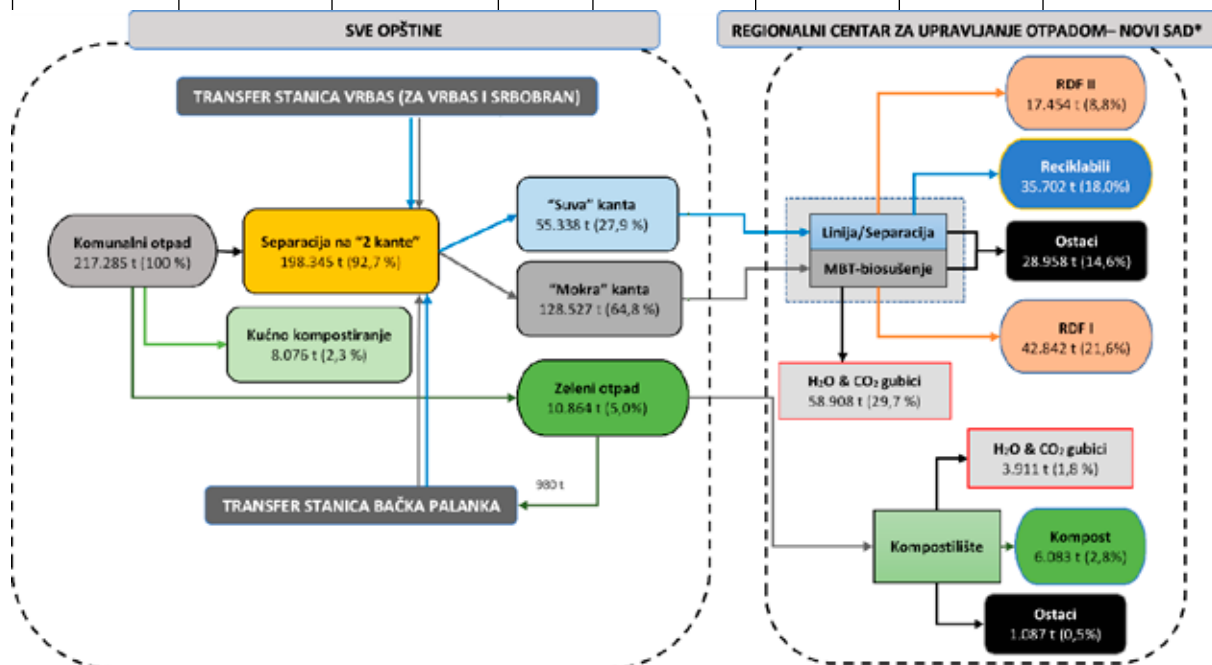 SVE OPŠTINE
REGIONALNI CENTAR ZA UPRAVLJANJE OTPADOM– NOVI SAD*
TRANSFER STANICA VRBAS (ZA VRBAS I SRBOBRAN)
Komunalni otpad
217.285 t (100 %)
Separacija na "2 kante"
198.345 t (92,7 %)
Kućno kompostiranje
8.076 t (2,3 %)
"Suva" kanta
55.338 t (27,9 %)
"Mokra" kanta
128.527 t (64,8 %)
Zeleni otpad
10.864 t (5,0%)
980 t
TRANSFER STANICA BAČKA PALANKA
RDF II
17.454 t (8,8%)
Reciklabili
35.702 t (18,0%)
Linija/Separacija
MBT-biosušenje
Ostaci
28.958 t (14,6%)
RDF I
42.842 t (21,6%)
H₂O & CO₂ gubici
58.908 t (29,7 %)
H₂O & CO₂ gubici
3.911 t (1,8 %)
Kompostilište
Kompost
6.083 t (2,8%)
Ostaci
1.087 t (0,5%)